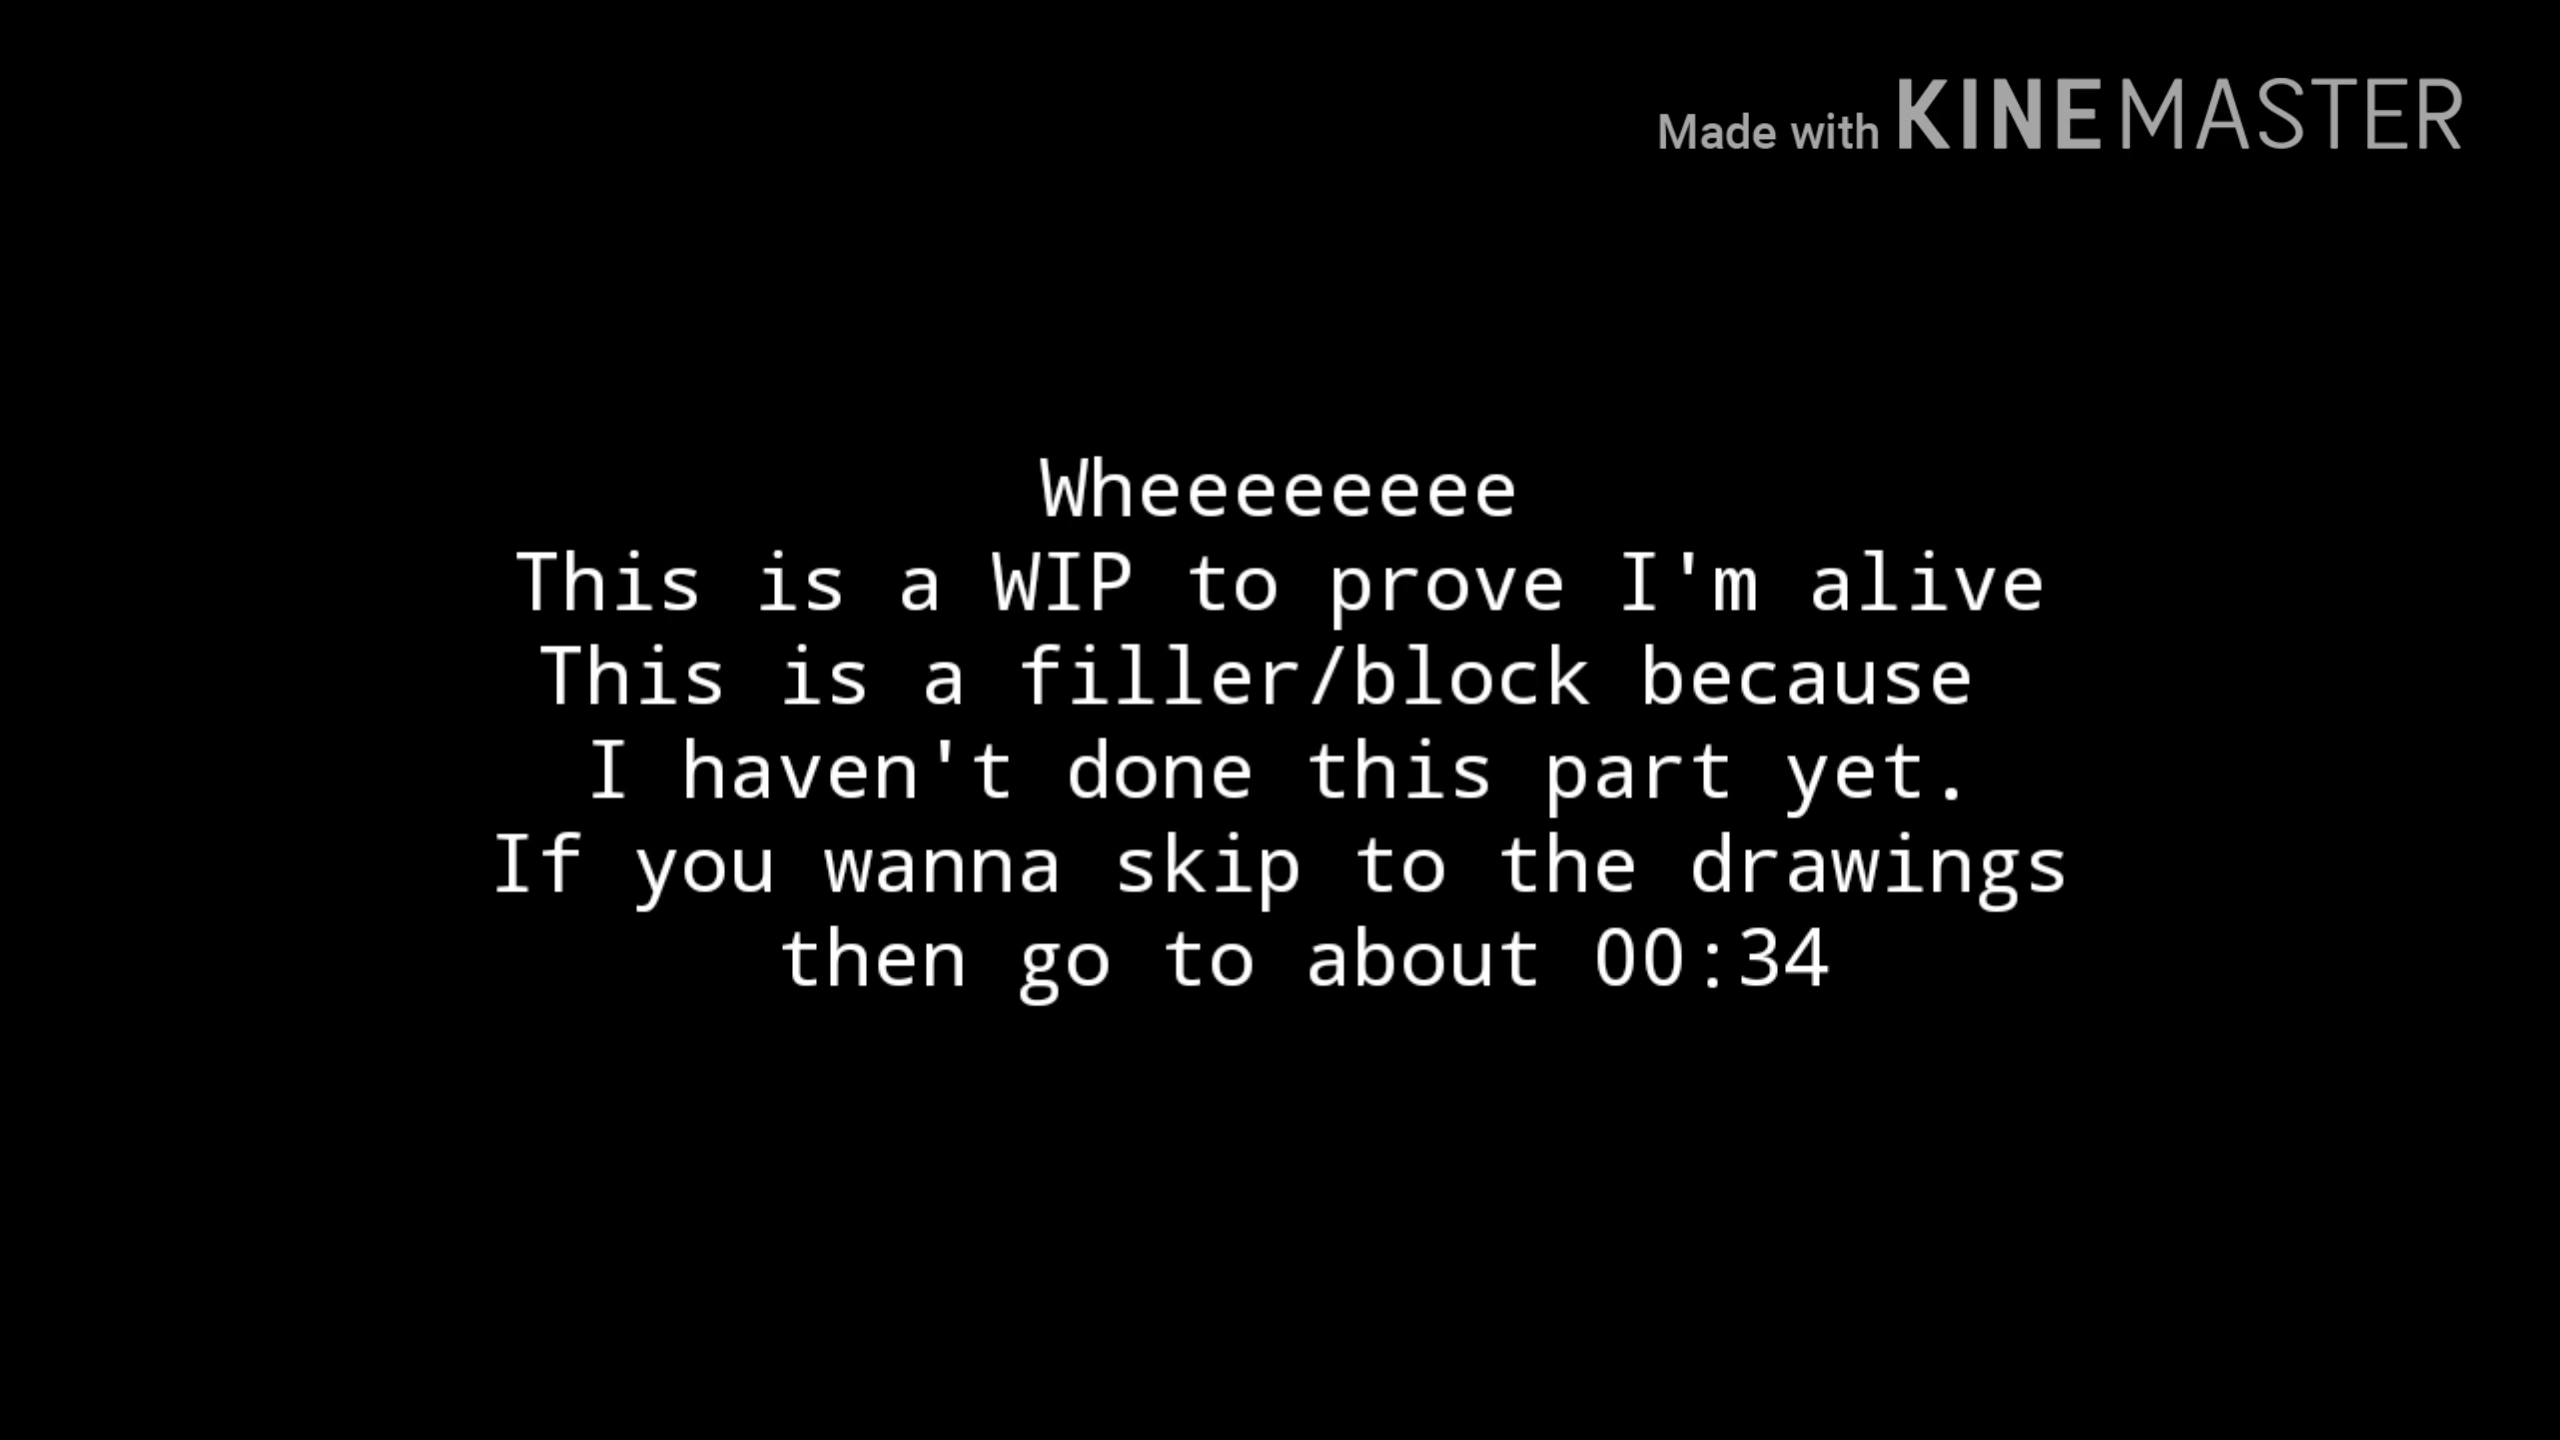 Made with KINEMASTER
Wheeeeeeee
This is a WIP to prove I'm alive
This is a filler/block because
I haven't done this part yet.
If you wanna skip to the drawings
then go to about 00:34